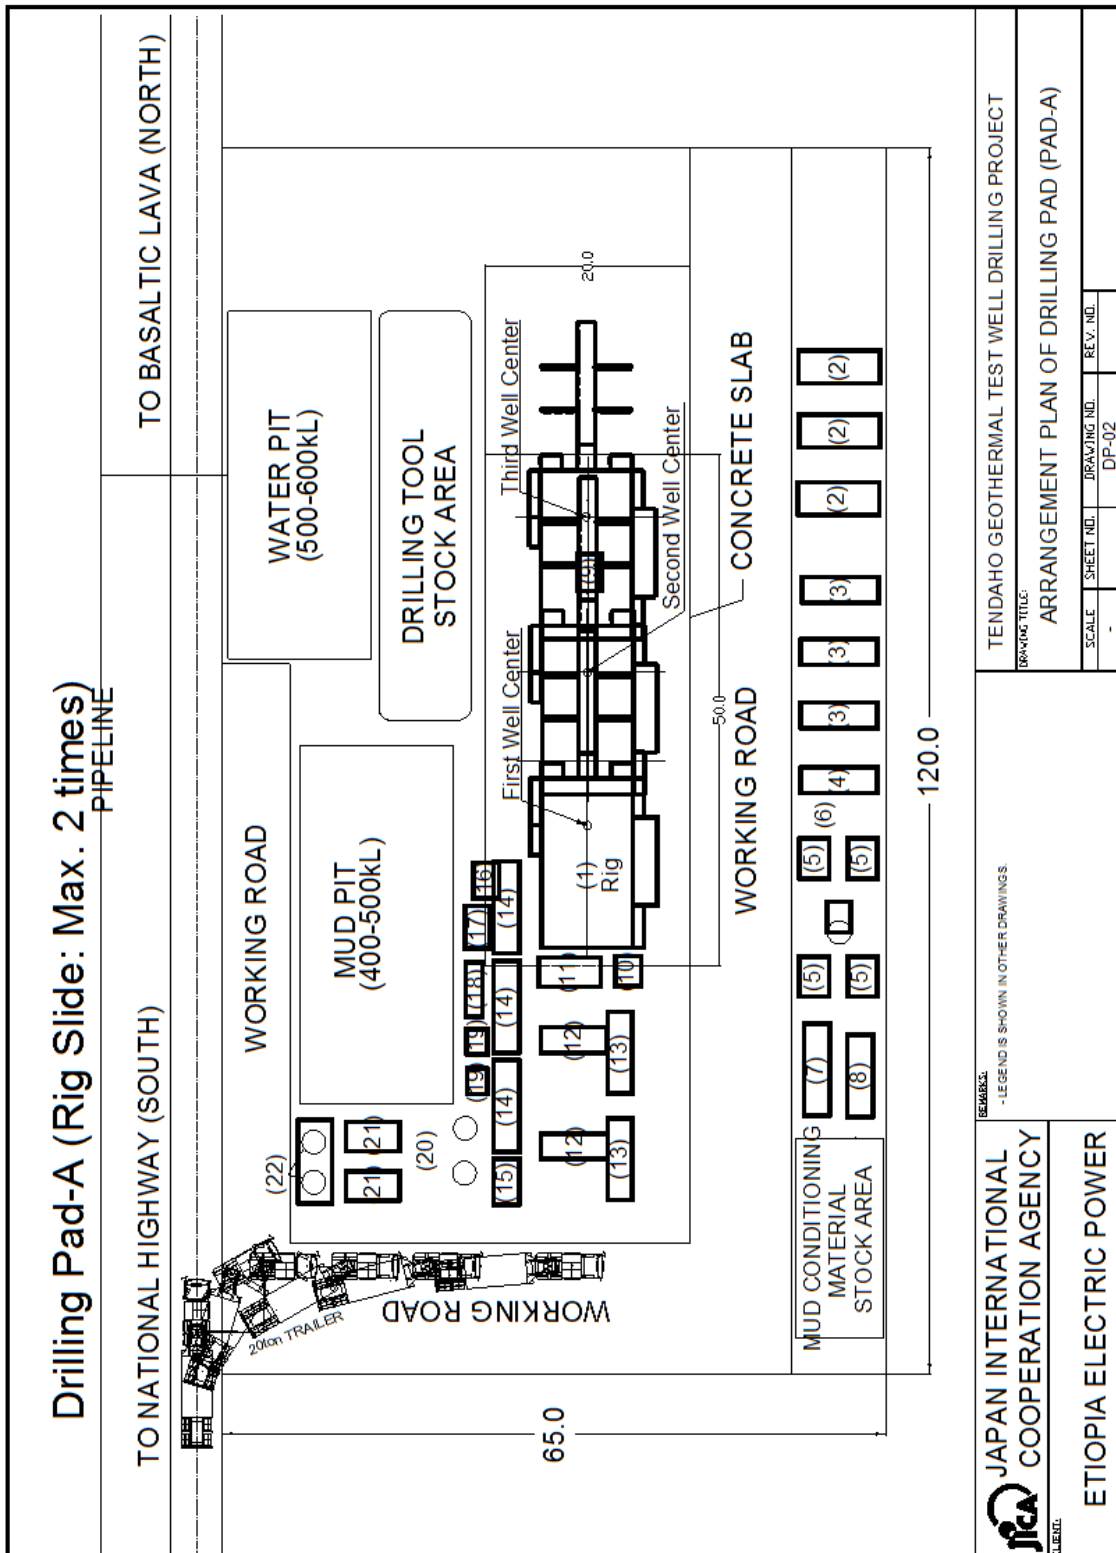 Drilling Pad-A (Rig Slide: Max. 2 times)
PIPELINE
TO NATIONAL HIGHWAY (SOUTH)
TO BASALTIC LAVA (NORTH)
WORKING ROAD
WATER PIT
(500-600kL)
MUD PIT
(400-500kL)
DRILLING TOOL
STOCK AREA
20ton TRAILER
WORKING ROAD
(22)
(21)
(21)
(20)
(19)
(19)
(18)
(17)
(16)
(15)
(14)
(14)
(14)
(12)
(12)
(13)
(13)
(11)
(10)
(1)
Rig
(9)
First Well Center
Second Well Center
Third Well Center
20.0
50.0
CONCRETE SLAB
WORKING ROAD
MUD CONDITIONING
MATERIAL
STOCK AREA
(7)
(8)
(5)
(5)
(5)
(5)
(6)
(4)
(3)
(3)
(3)
(2)
(2)
(2)
65.0
120.0
JICA
JAPAN INTERNATIONAL
COOPERATION AGENCY
CLIENT:
ETIOPIA ELECTRIC POWER
REMARKS:
- LEGEND IS SHOWN IN OTHER DRAWINGS.
TENDAHO GEOTHERMAL TEST WELL DRILLING PROJECT
DRAWING TITLE:
ARRANGEMENT PLAN OF DRILLING PAD (PAD-A)
SCALE SHEET NO. DRAWING NO. REV. NO.
- DP-02